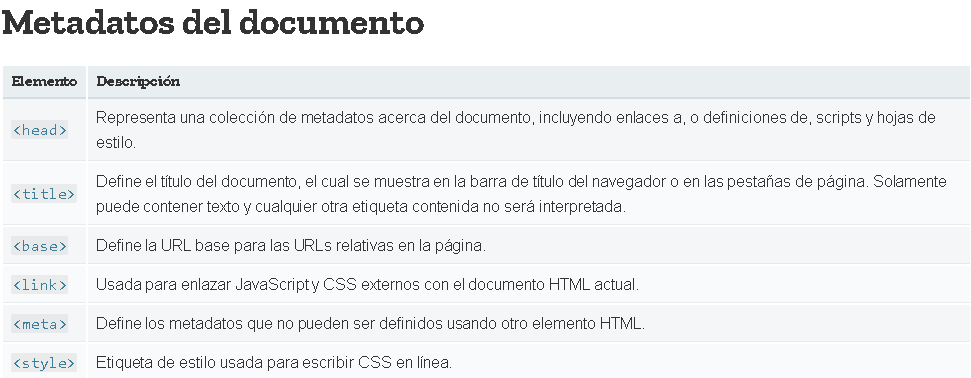 Metadatos del documento
Elemento Descripción
<head> Representa una colección de metadatos acerca del documento, incluyendo enlaces a, o definiciones de, scripts y hojas de
estilo.
<title> Define el título del documento, el cual se muestra en la barra de título del navegador o en las pestañas de página. Solamente
puede contener texto y cualquier otra etiqueta contenida no será interpretada.
<base> Define la URL base para las URLs relativas en la página.
<link> Usada para enlazar JavaScript y CSS externos con el documento HTML actual.
<meta> Define los metadatos que no pueden ser definidos usando otro elemento HTML.
<style> Etiqueta de estilo usada para escribir CSS en línea.